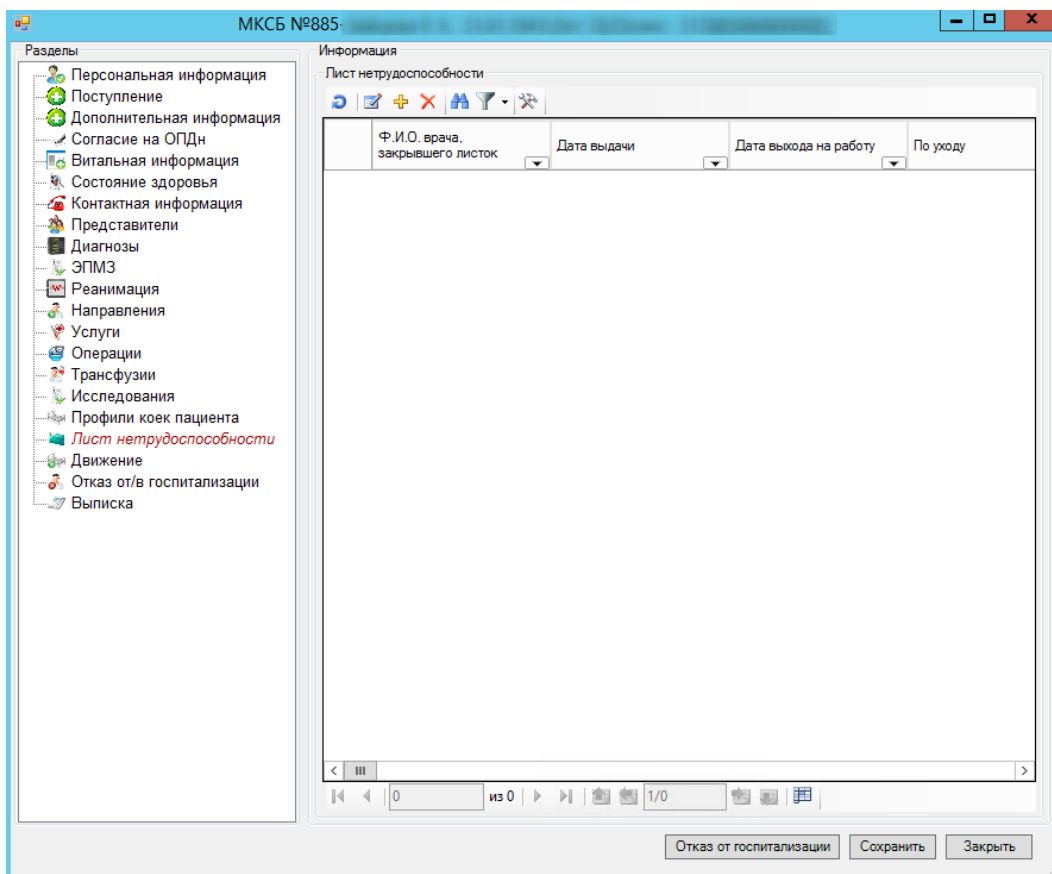 МКСБ №885-
Разделы
Персональная информация
Поступление
Дополнительная информация
Согласие на ОПДн
Витальная информация
Состояние здоровья
Контактная информация
Представители
Диагнозы
ЭПМЗ
Реанимация
Направления
Услуги
Операции
Трансфузии
Исследования
Профили коек пациента
Лист нетрудоспособности
Движение
Отказ от/в госпитализации
Выписка
Информация
Лист нетрудоспособности
Ф.И.О. врача,
закрывшего листок
Дата выдачи
Дата выхода на работу
По уходу
0 из 0 1/0
Отказ от госпитализации Сохранить Закрыть